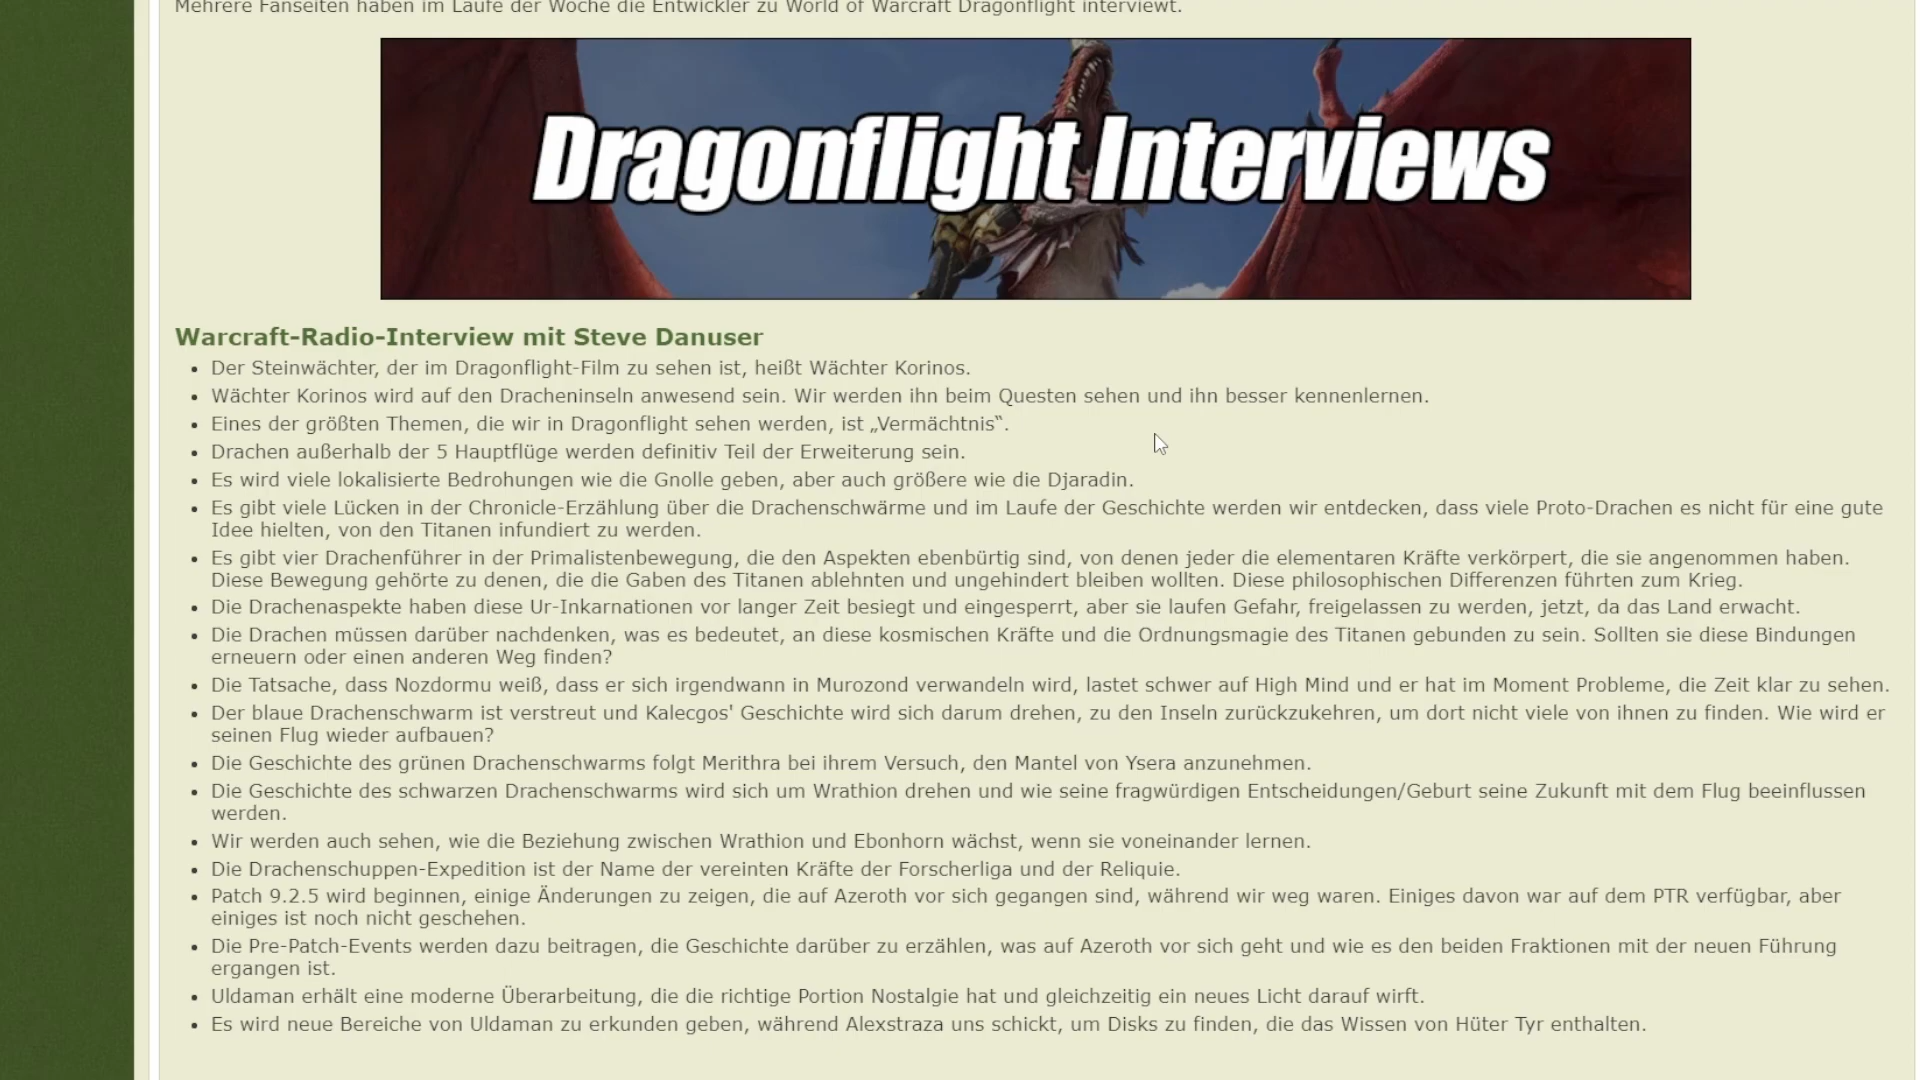 Mehrere Fanseiten haben im Laufe der Woche die Entwickler zu World of Warcraft Dragonflight interviewt.
Dragonflight Interviews
Warcraft-Radio-Interview mit Steve Danuser
• Der Steinwächter, der im Dragonflight-Film zu sehen ist, heißt Wächter Korinos.
• Wächter Korinos wird auf den Dracheninseln anwesend sein. Wir werden ihn beim Questen sehen und ihn besser kennenlernen.
• Eines der größten Themen, die wir in Dragonflight sehen werden, ist „Vermächtnis“.
• Drachen außerhalb der 5 Hauptflüge werden definitiv Teil der Erweiterung sein.
• Es wird viele lokalisierte Bedrohungen wie die Gnolle geben, aber auch größere wie die Djaradin.
• Es gibt viele Lücken in der Chronicle-Erzählung über die Drachenschwärme und im Laufe der Geschichte werden wir entdecken, dass viele Proto-Drachen es nicht für eine gute
Idee hielten, von den Titanen infundiert zu werden.
• Es gibt vier Drachenführer in der Primalistenbewegung, die den Aspekten ebenbürtig sind, von denen jeder die elementaren Kräfte verkörpert, die sie angenommen haben.
Diese Bewegung gehörte zu denen, die die Gaben des Titanen ablehnten und ungehindert bleiben wollten. Diese philosophischen Differenzen führten zum Krieg.
• Die Drachenaspekte haben diese Ur-Inkarnationen vor langer Zeit besiegt und eingesperrt, aber sie laufen Gefahr, freigelassen zu werden, jetzt, da das Land erwacht.
• Die Drachen müssen darüber nachdenken, was es bedeutet, an diese kosmischen Kräfte und die Ordnungsmagie des Titanen gebunden zu sein. Sollten sie diese Bindungen
erneuern oder einen anderen Weg finden?
• Die Tatsache, dass Nozdormu weiß, dass er sich irgendwann in Murozond verwandeln wird, lastet schwer auf High Mind und er hat im Moment Probleme, die Zeit klar zu sehen.
• Der blaue Drachenschwarm ist verstreut und Kalecgos' Geschichte wird sich darum drehen, zu den Inseln zurückzukehren, um dort nicht viele von ihnen zu finden. Wie wird er
seinen Flug wieder aufbauen?
• Die Geschichte des grünen Drachenschwarms folgt Merithra bei ihrem Versuch, den Mantel von Ysera anzunehmen.
• Die Geschichte des schwarzen Drachenschwarms wird sich um Wrathion drehen und wie seine fragwürdigen Entscheidungen/Geburt seine Zukunft mit dem Flug beeinflussen
werden.
• Wir werden auch sehen, wie die Beziehung zwischen Wrathion und Ebonhorn wächst, wenn sie voneinander lernen.
• Die Drachenschuppen-Expedition ist der Name der vereinten Kräfte der Forscherliga und der Reliquie.
• Patch 9.2.5 wird beginnen, einige Änderungen zu zeigen, die auf Azeroth vor sich gegangen sind, während wir weg waren. Einiges davon war auf dem PTR verfügbar, aber
einiges ist noch nicht geschehen.
• Die Pre-Patch-Events werden dazu beitragen, die Geschichte darüber zu erzählen, was auf Azeroth vor sich geht und wie es den beiden Fraktionen mit der neuen Führung
ergangen ist.
• Uldaman erhält eine moderne Überarbeitung, die die richtige Portion Nostalgie hat und gleichzeitig ein neues Licht darauf wirft.
• Es wird neue Bereiche von Uldaman zu erkunden geben, während Alexstraza uns schickt, um Disks zu finden, die das Wissen von Hüter Tyr enthalten.